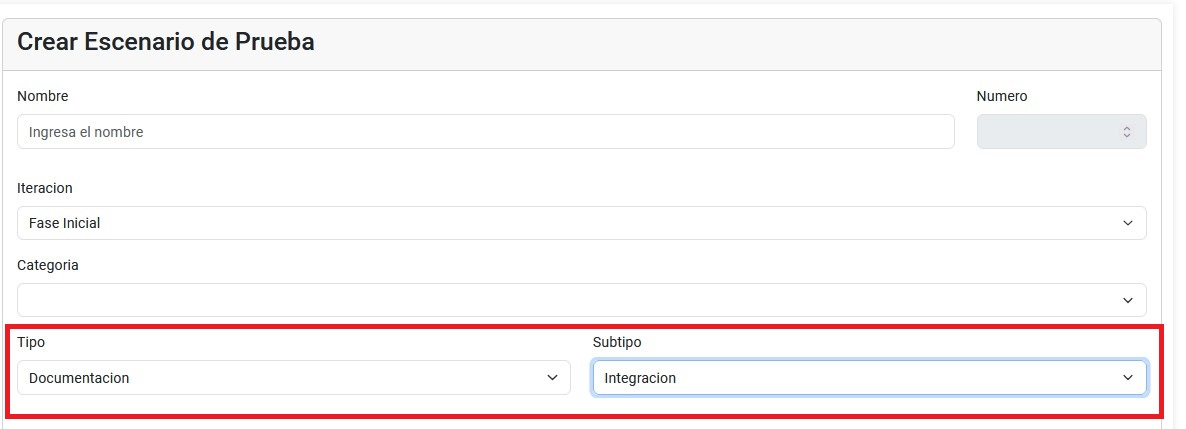 Crear Escenario de Prueba
Nombre
Numero
Ingresa el nombre
Iteracion
Fase Inicial
Categoria
Tipo
Subtipo
Documentacion
Integracion